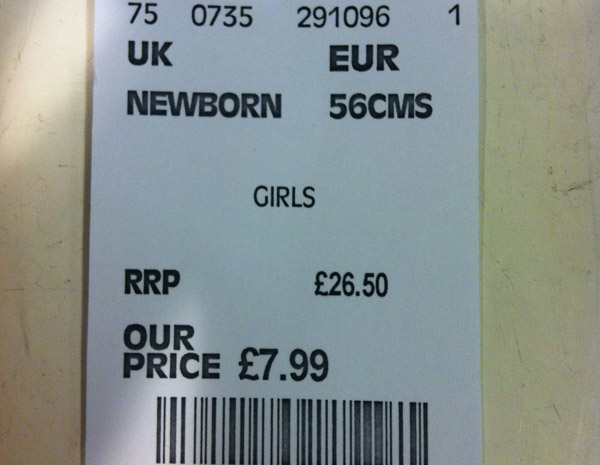 75 0735 291096 1
UK EUR
NEWBORN 56CMS
GIRLS
RRP £26.50
OUR
PRICE £7.99